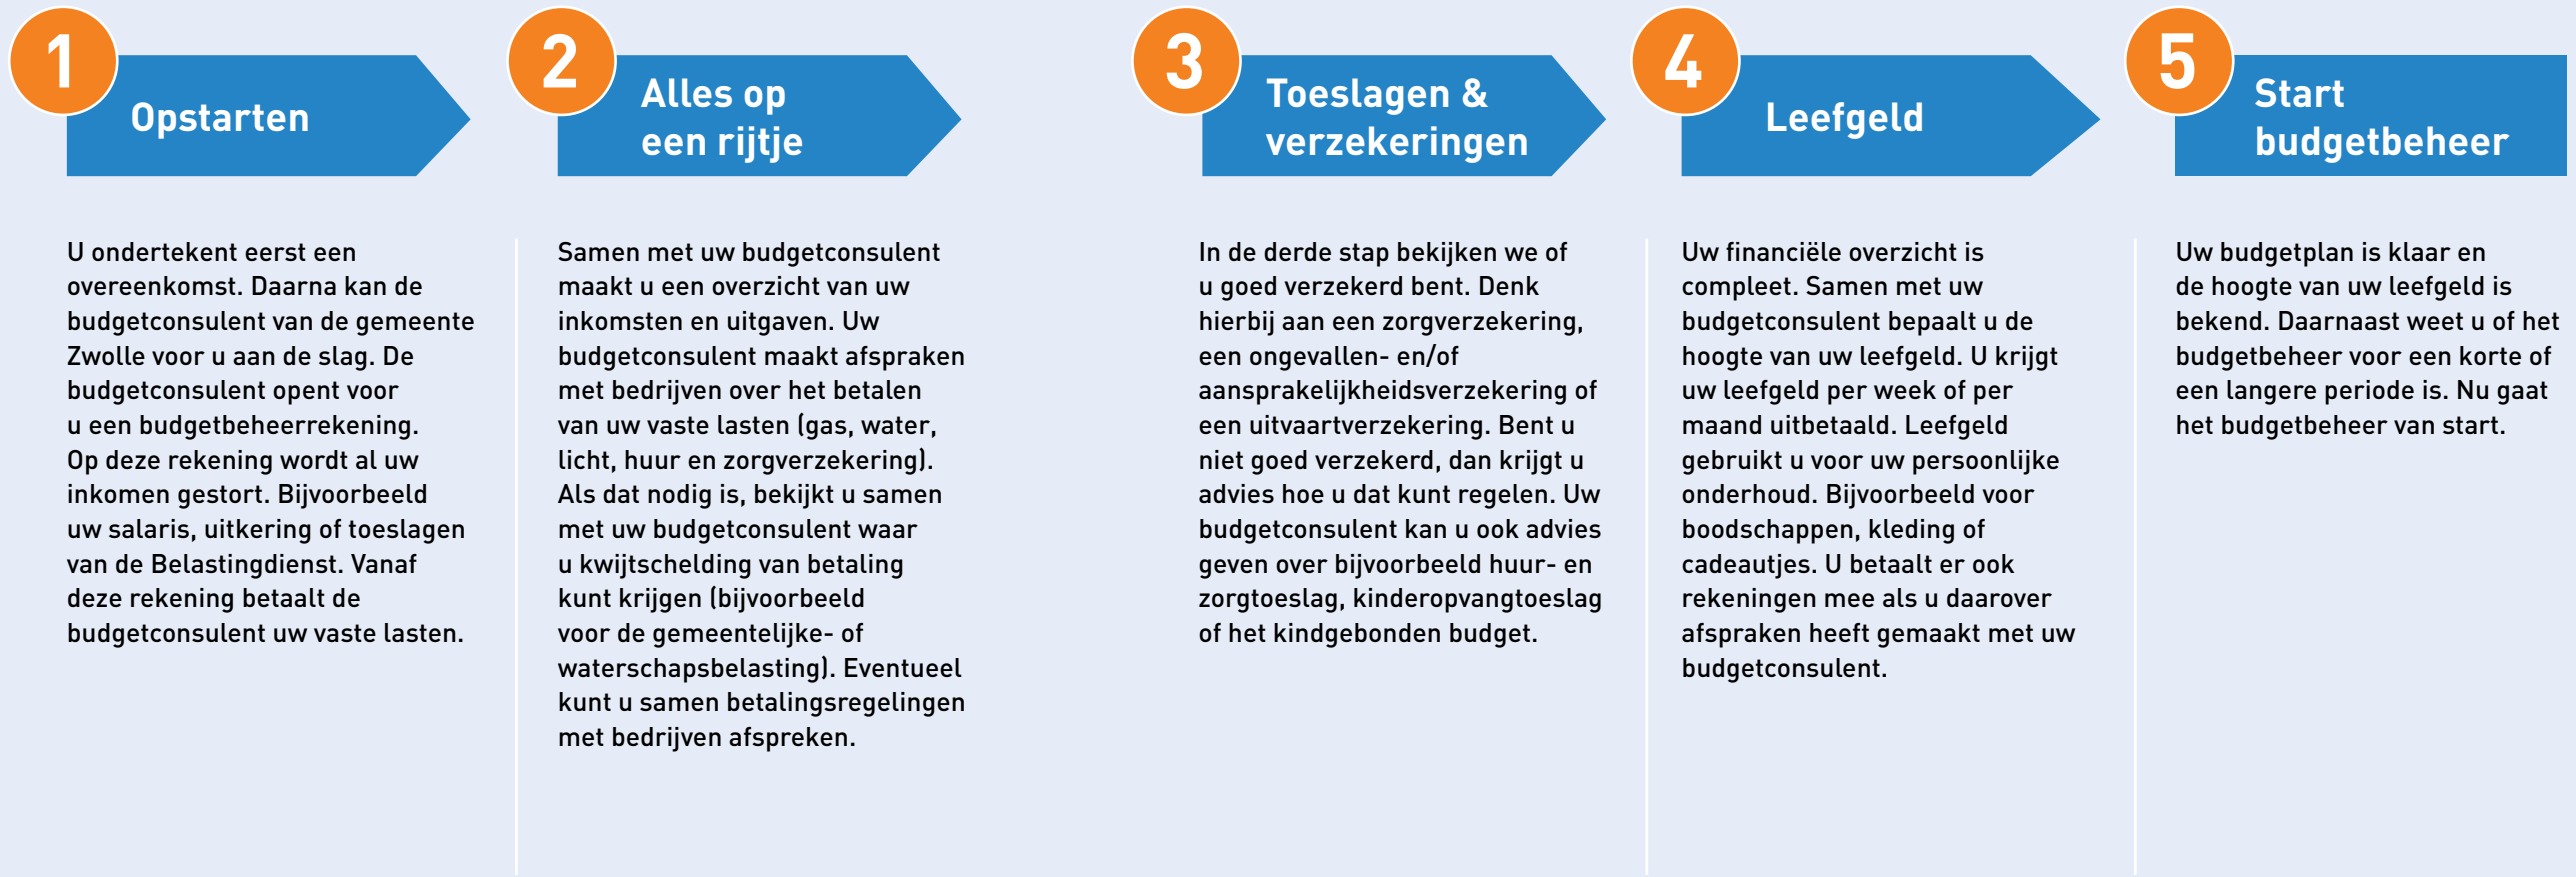 1
Opstarten
U ondertekent eerst een
overeenkomst. Daarna kan de
budgetconsulent van de gemeente
Zwolle voor u aan de slag. De
budgetconsulent opent voor
u een budgetbeheerrekening.
Op deze rekening wordt al uw
inkomen gestort. Bijvoorbeeld
uw salaris, uitkering of toeslagen
van de Belastingdienst. Vanaf
deze rekening betaalt de
budgetconsulent uw vaste lasten.
2
Alles op
een rijtje
Samen met uw budgetconsulent
maakt u een overzicht van uw
inkomsten en uitgaven. Uw
budgetconsulent maakt afspraken
met bedrijven over het betalen
van uw vaste lasten (gas, water,
licht, huur en zorgverzekering).
Als dat nodig is, bekijkt u samen
met uw budgetconsulent waar
u kwijtschelding van betaling
kunt krijgen (bijvoorbeeld
voor de gemeentelijke- of
waterschapsbelasting). Eventueel
kunt u samen betalingsregelingen
met bedrijven afspreken.
3
Toeslagen &
verzekeringen
In de derde stap bekijken we of
u goed verzekerd bent. Denk
hierbij aan een zorgverzekering,
een ongevallen- en/of
aansprakelijkheidsverzekering of
een uitvaartverzekering. Bent u
niet goed verzekerd, dan krijgt u
advies hoe u dat kunt regelen. Uw
budgetconsulent kan u ook advies
geven over bijvoorbeeld huur- en
zorgtoeslag, kinderopvangtoeslag
of het kindgebonden budget.
4
Leefgeld
Uw financiële overzicht is
compleet. Samen met uw
budgetconsulent bepaalt u de
hoogte van uw leefgeld. U krijgt
uw leefgeld per week of per
maand uitbetaald. Leefgeld
gebruikt u voor uw persoonlijke
onderhoud. Bijvoorbeeld voor
boodschappen, kleding of
cadeautjes. U betaalt er ook
rekeningen mee als u daarover
afspraken heeft gemaakt met uw
budgetconsulent.
5
Start
budgetbeheer
Uw budgetplan is klaar en
de hoogte van uw leefgeld is
bekend. Daarnaast weet u of het
budgetbeheer voor een korte of
een langere periode is. Nu gaat
het budgetbeheer van start.